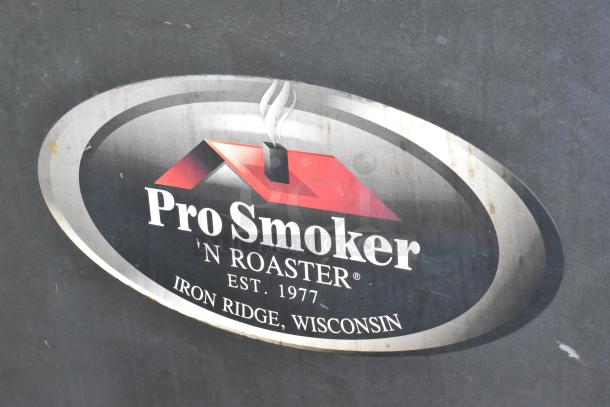 Pro Smoker
'N ROASTER®
EST. 1977
IRON RIDGE, WISCONSIN